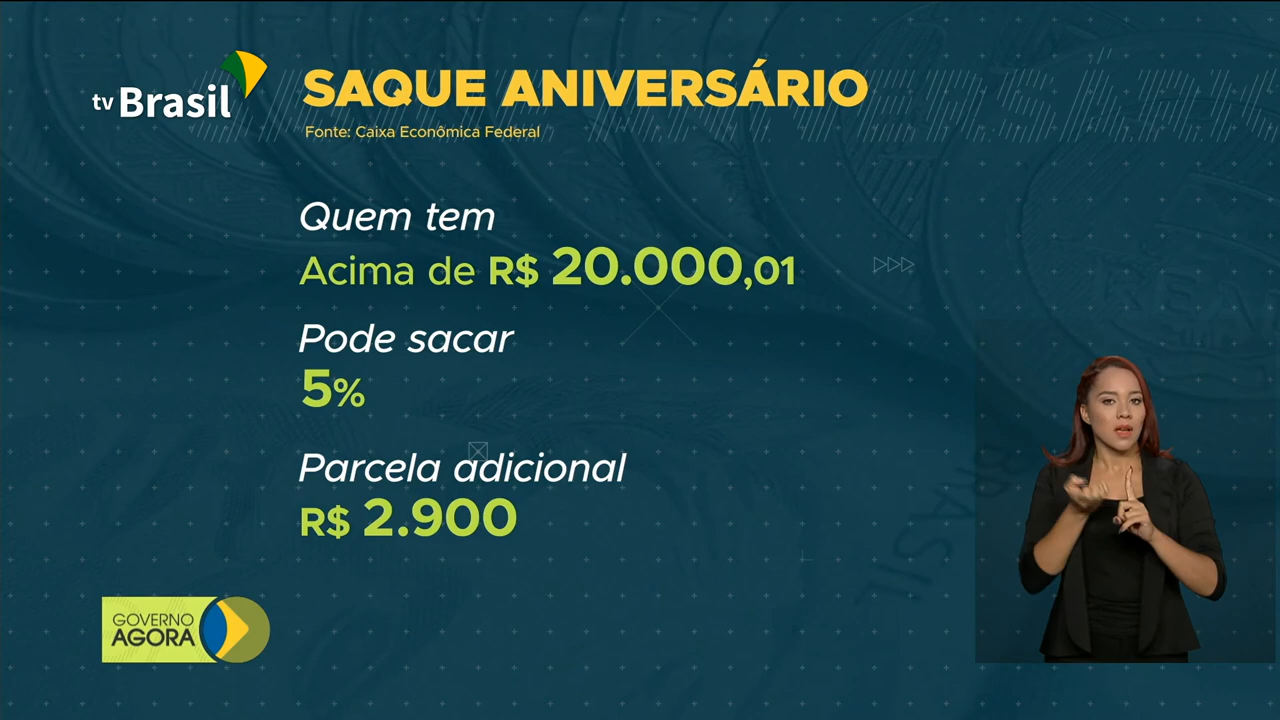 tv Brasil
SAQUE ANIVERSÁRIO
Fonte: Caixa Econômica Federal
Quem tem
Acima de R$ 20.000,01
Pode sacar
5%
Parcela adicional
R$ 2.900
GOVERNO
AGORA
BRASIL